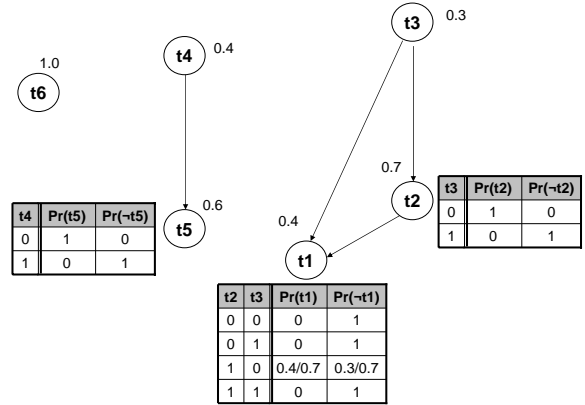 t3 0.3
t4 0.4
1.0
t6
0.7
t2
0.6
t5
0.4
t1
t4 Pr(t5) Pr(¬t5)
0 1 0
1 0 1
t3 Pr(t2) Pr(¬t2)
0 1 0
1 0 1
t2 t3 Pr(t1) Pr(¬t1)
0 0 0 1
0 1 0 1
1 0 0.4/0.7 0.3/0.7
1 1 0 1